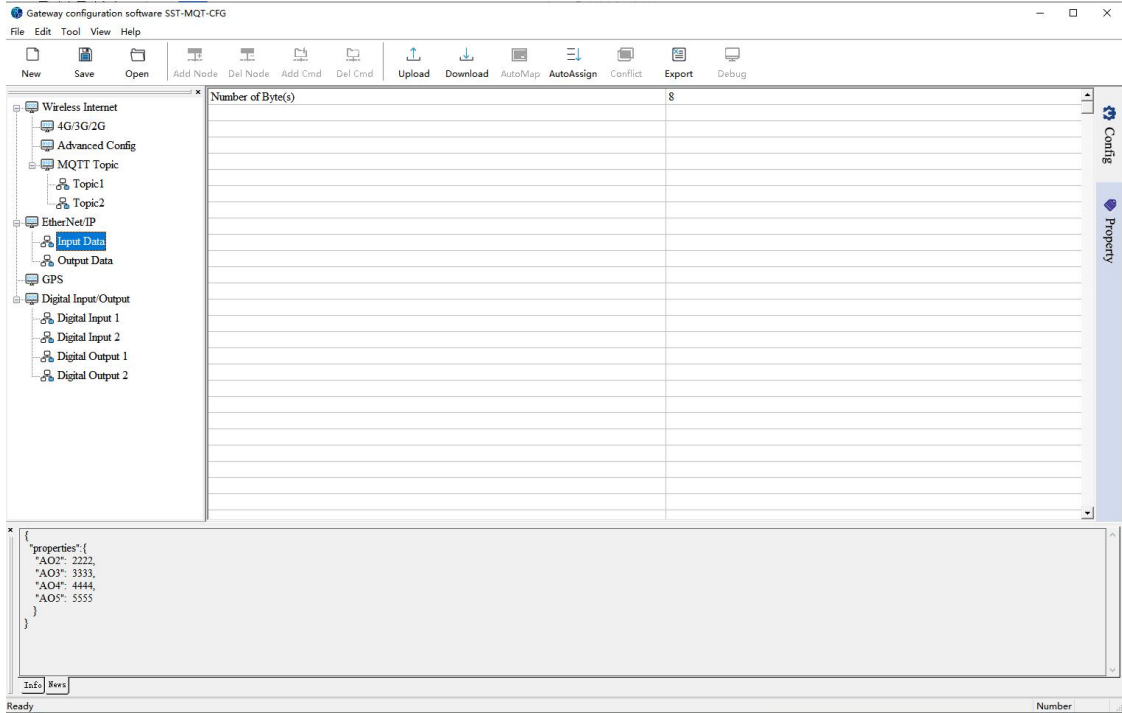 Gateway configuration software SST-MQT-CFG
File Edit Tool View Help
New Save Open Add Node Del Node Add Cmd Del Cmd Upload Download AutoMap AutoAssign Conflict Export Debug
Wireless Internet
4G/3G/2G
Advanced Config
MQTT Topic
Topic1
Topic2
EtherNet/IP
Input Data
Output Data
GPS
Digital Input/Output
Digital Input 1
Digital Input 2
Digital Output 1
Digital Output 2
Number of Byte(s) 8
Config
Property
{
"properties":{
"AO2": 2222,
"AO3": 3333,
"AO4": 4444,
"AO5": 5555
}
}
Info News
Ready Number